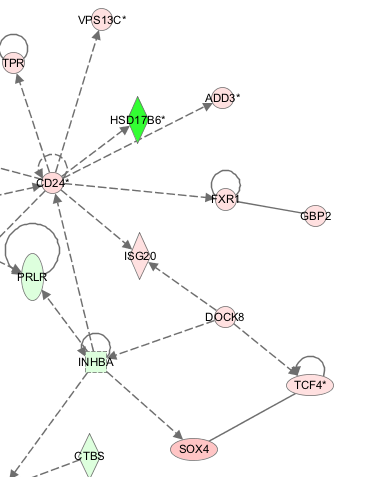 VPS13C*
TPR
ADD3*
HSD17B6*
CD24*
FXR1
GBP2
ISG20
PRLR
DOCK8
INHBA
TCF4*
SOX4
CTBS